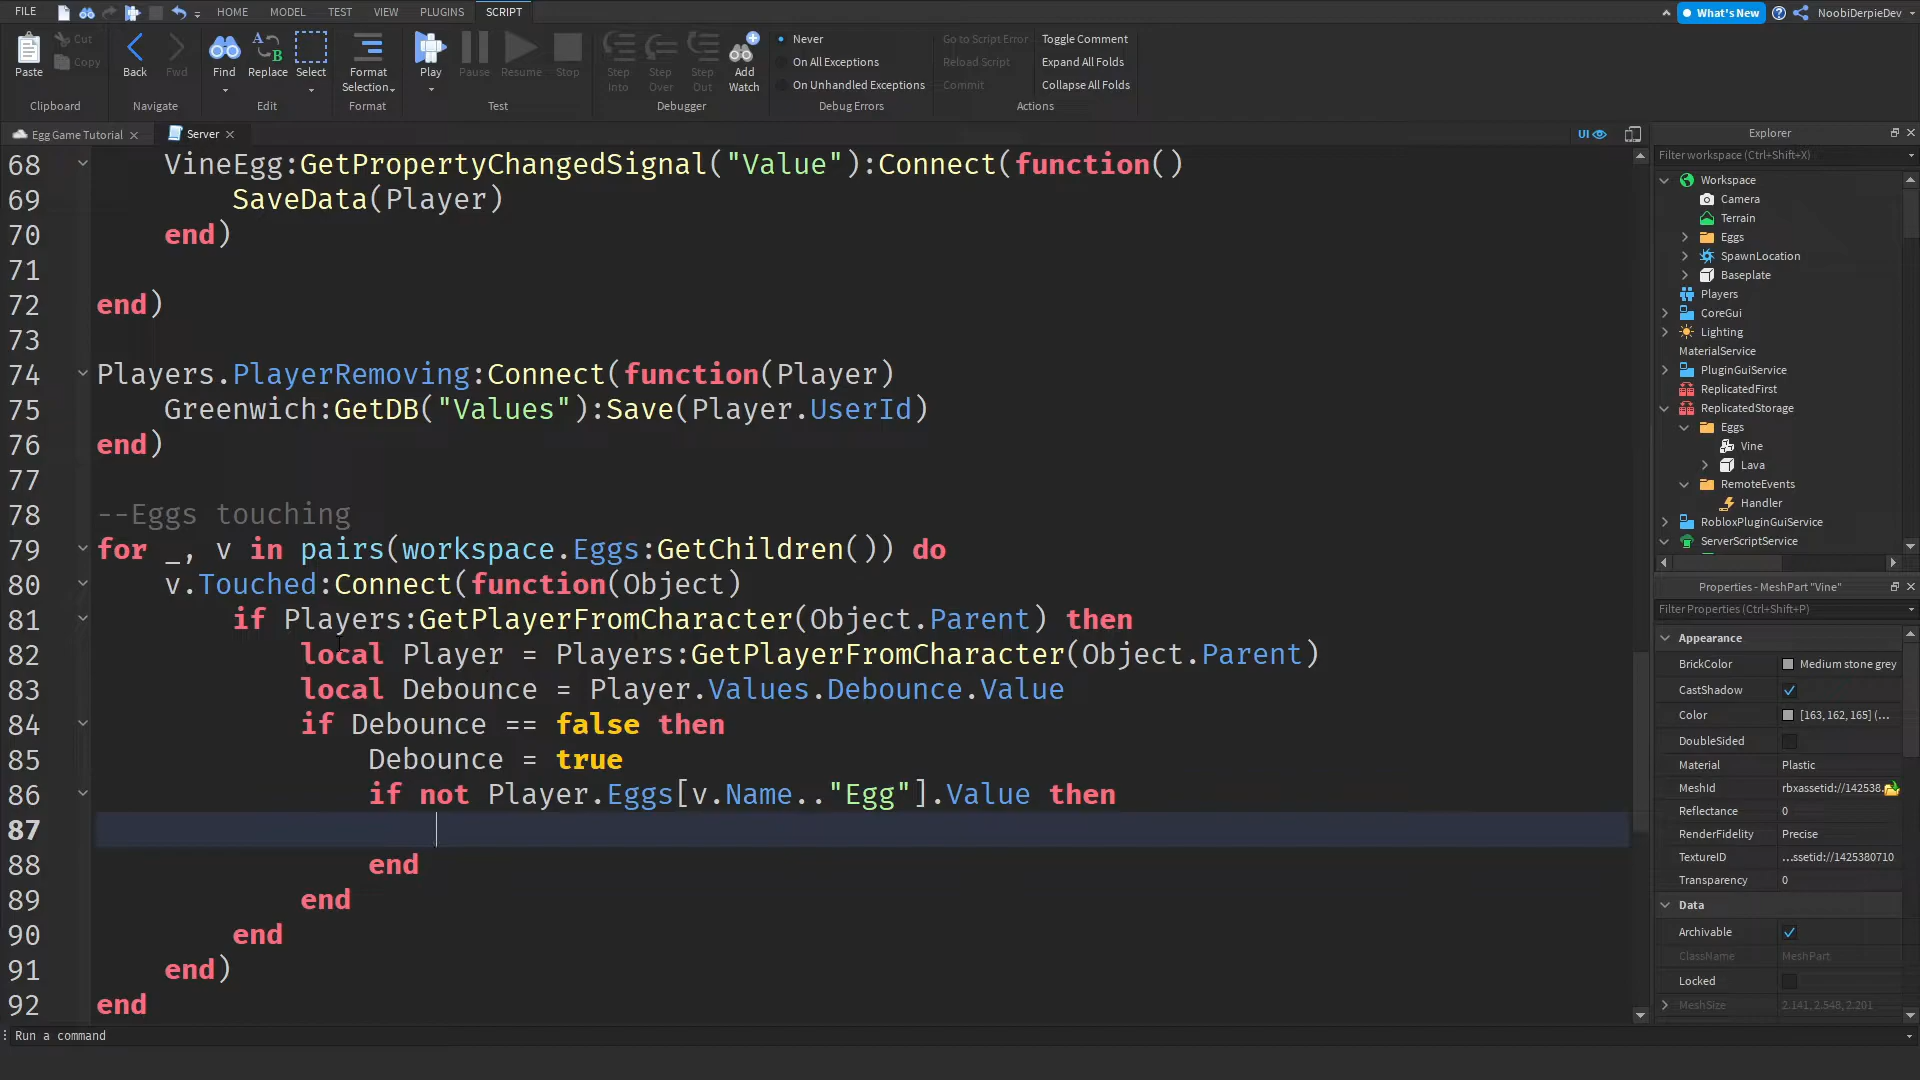 FILE HOME MODEL TEST VIEW PLUGINS SCRIPT What's New NoobiDerpieDev
Paste Cut Copy Back Fwd Find Replace Select Format Selection Play Pause Resume Stop Step Into Step Over Step Out Add Watch
Never
On All Exceptions
On Unhandled Exceptions
Go to Script Error
Reload Script
Commit
Toggle Comment
Expand All Folds
Collapse All Folds
Clipboard Navigate Edit Format Test Debugger Debug Errors Actions
Egg Game Tutorial Server UI
68 VineEgg:GetPropertyChangedSignal("Value"):Connect(function()
69 SaveData(Player)
70 end)
71
72 end)
73
74 Players.PlayerRemoving:Connect(function(Player)
75 Greenwich:GetDB("Values"):Save(Player.UserId)
76 end)
77
78 --Eggs touching
79 for _, v in pairs(workspace.Eggs:GetChildren()) do
80 v.Touched:Connect(function(Object)
81 if Players:GetPlayerFromCharacter(Object.Parent) then
82 local Player = Players:GetPlayerFromCharacter(Object.Parent)
83 local Debounce = Player.Values.Debounce.Value
84 if Debounce == false then
85 Debounce = true
86 if not Player.Eggs[v.Name.."Egg"].Value then
87
88 end
89 end
90 end
91 end)
92 end
Run a command
Explorer
Filter workspace (Ctrl+Shift+X)
Workspace
Camera
Terrain
Eggs
SpawnLocation
Baseplate
Players
CoreGui
Lighting
MaterialService
PluginGuiService
ReplicatedFirst
ReplicatedStorage
Eggs
Vine
Lava
RemoteEvents
Handler
RobloxPluginGuiService
ServerScriptService
Properties - MeshPart "Vine"
Filter Properties (Ctrl+Shift+P)
Appearance
BrickColor Medium stone grey
CastShadow
Color [163, 162, 165] (...
DoubleSided
Material Plastic
MeshId rbxassetid://142538...
Reflectance 0
RenderFidelity Precise
TextureID ...ssetid://1425380710
Transparency 0
Data
Archivable
ClassName MeshPart
Locked
MeshSize 2.141, 2.548, 2.201